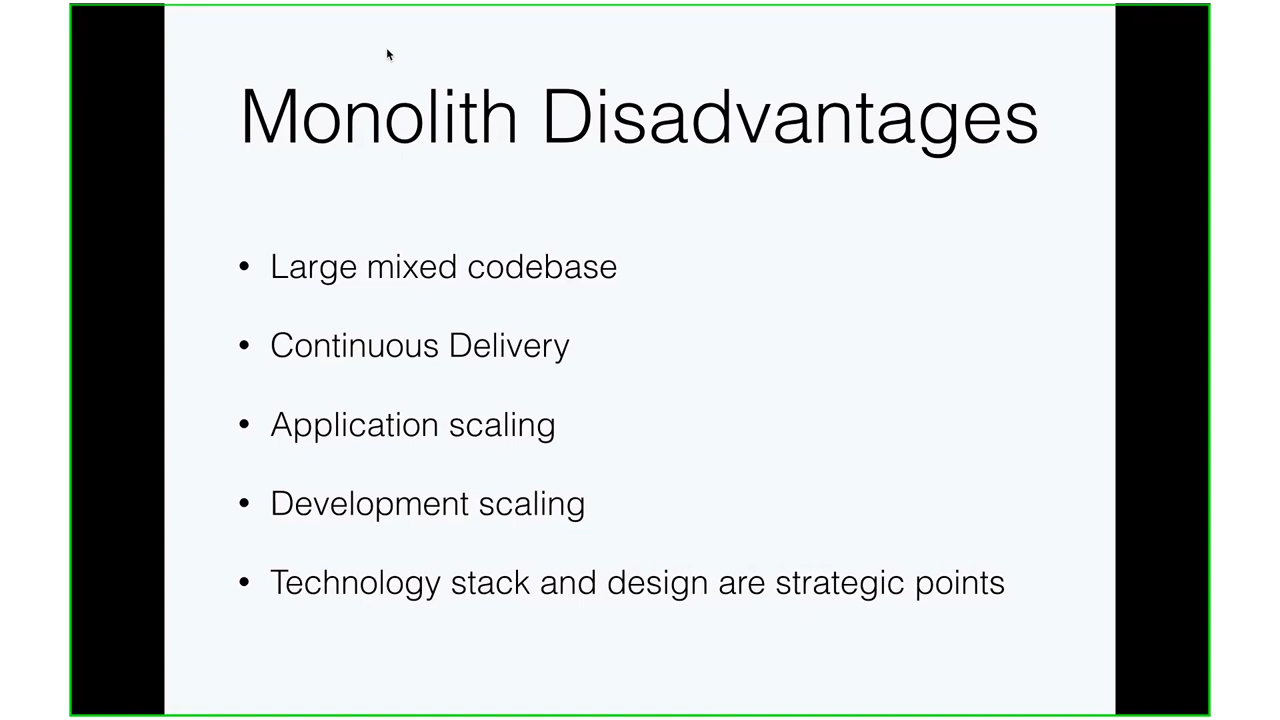 Monolith Disadvantages
• Large mixed codebase
• Continuous Delivery
• Application scaling
• Development scaling
• Technology stack and design are strategic points